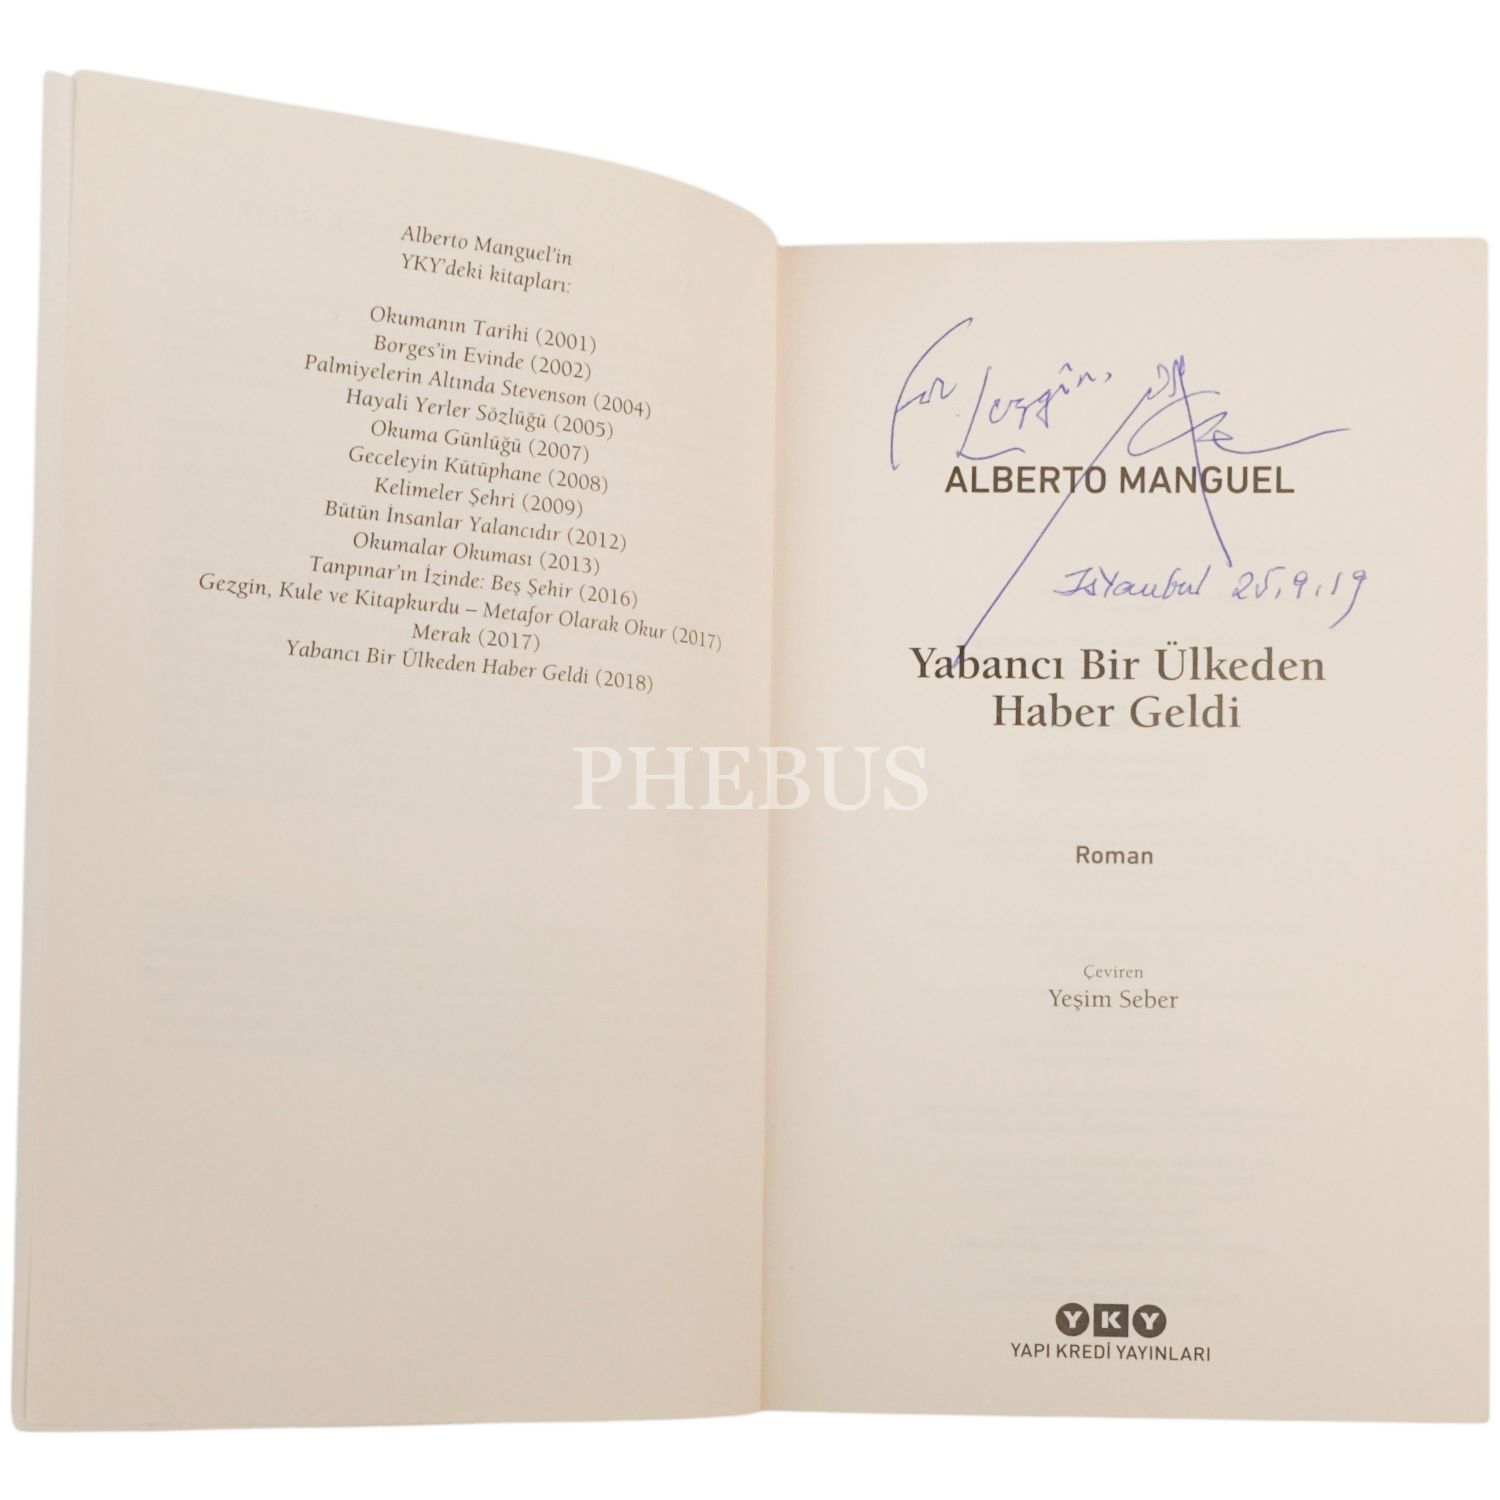 Alberto Manguel'in
YKY'deki kitapları:
Okumanın Tarihi (2001)
Borges'in Evinde (2002)
Palmiyelerin Altında Stevenson (2004)
Hayali Yerler Sözlüğü (2005)
Okuma Günlüğü (2007)
Geceleyin Kütüphane (2008)
Kelimeler Şehri (2009)
Bütün İnsanlar Yalancıdır (2012)
Okumalar Okuması (2013)
Tanpınar'ın İzinde: Beş Şehir (2016)
Gezgin, Kule ve Kitapkurdu – Metafor Olarak Okur (2017)
Merak (2017)
Yabancı Bir Ülkeden Haber Geldi (2018)
For
ALBERTO MANGUEL
Istanbul 25.9.19
Yabancı Bir Ülkeden
Haber Geldi
PHEBUS
Roman
Çeviren
Yeşim Seber
YKY
YAPI KREDİ YAYINLARI